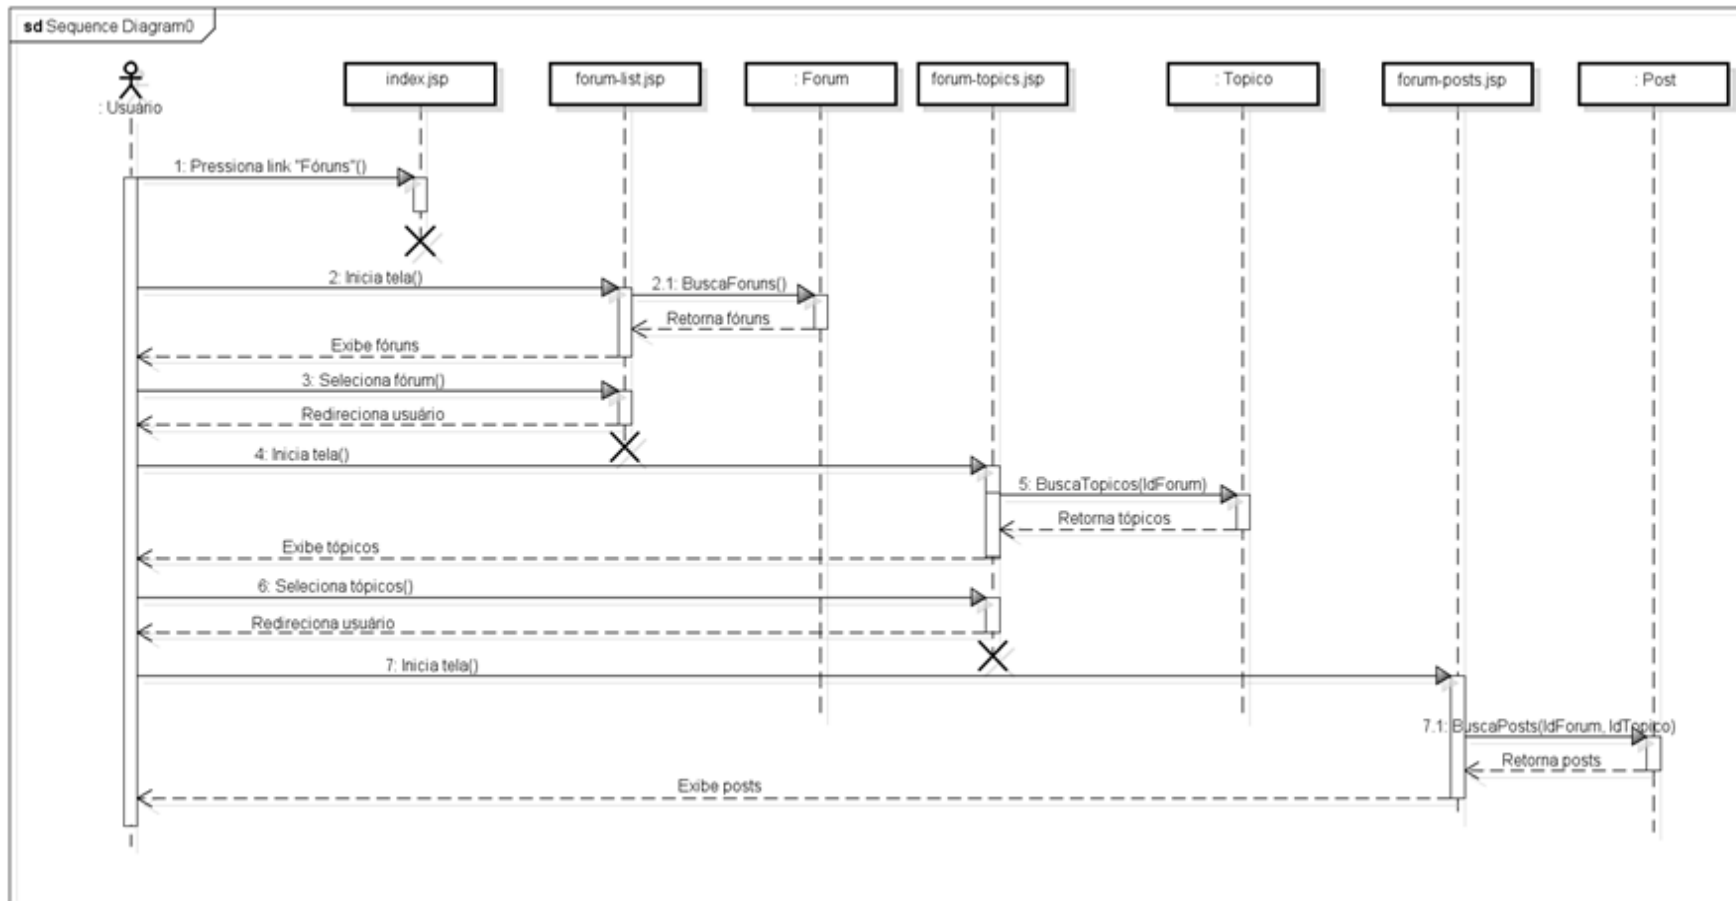 sd Sequence Diagram0
: Usuário
index.jsp
forum-list.jsp
: Forum
forum-topics.jsp
: Topico
forum-posts.jsp
: Post
1: Pressiona link "Fóruns"()
2: Inicia tela()
2.1: BuscaForuns()
Retorna fóruns
Exibe fóruns
3: Seleciona fórum()
Redireciona usuário
4: Inicia tela()
5: BuscaTopicos(IdForum)
Retorna tópicos
Exibe tópicos
6: Seleciona tópicos()
Redireciona usuário
7: Inicia tela()
7.1: BuscaPosts(IdForum, IdTopico)
Retorna posts
Exibe posts